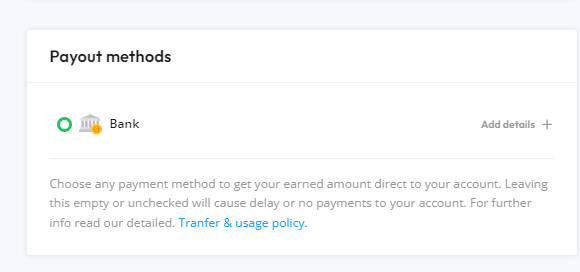 Payout methods
Bank
Add details +
Choose any payment method to get your earned amount direct to your account. Leaving
this empty or unchecked will cause delay or no payments to your account. For further
info read our detailed. Tranfer & usage policy.